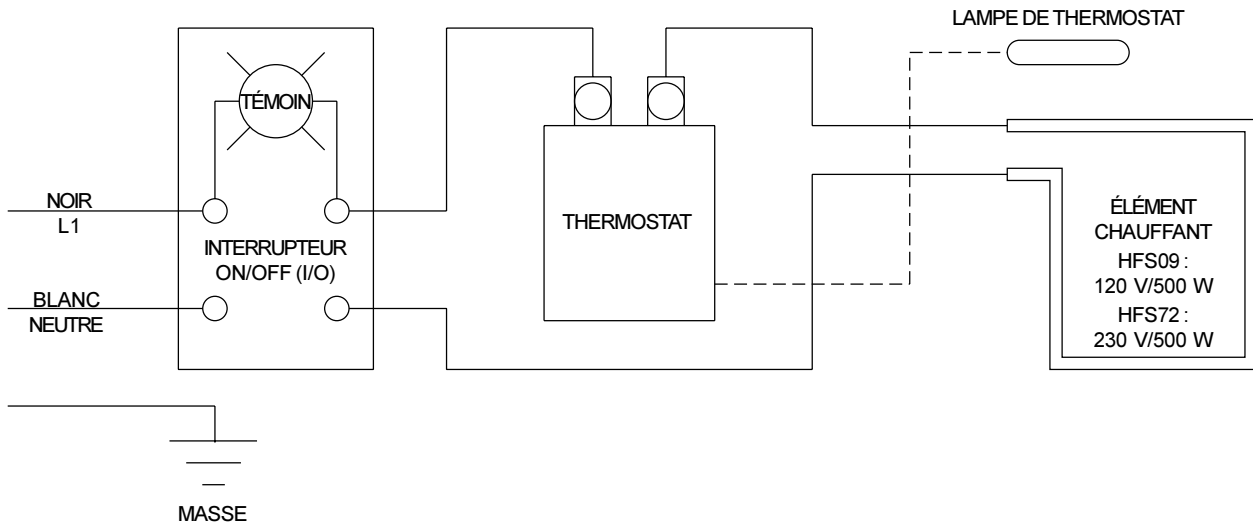 LAMPE DE THERMOSTAT
TÉMOIN
NOIR
L1
INTERRUPTEUR
ON/OFF (I/O)
BLANC
NEUTRE
MASSE
THERMOSTAT
ÉLÉMENT
CHAUFFANT
HFS09 :
120 V/500 W
HFS72 :
230 V/500 W